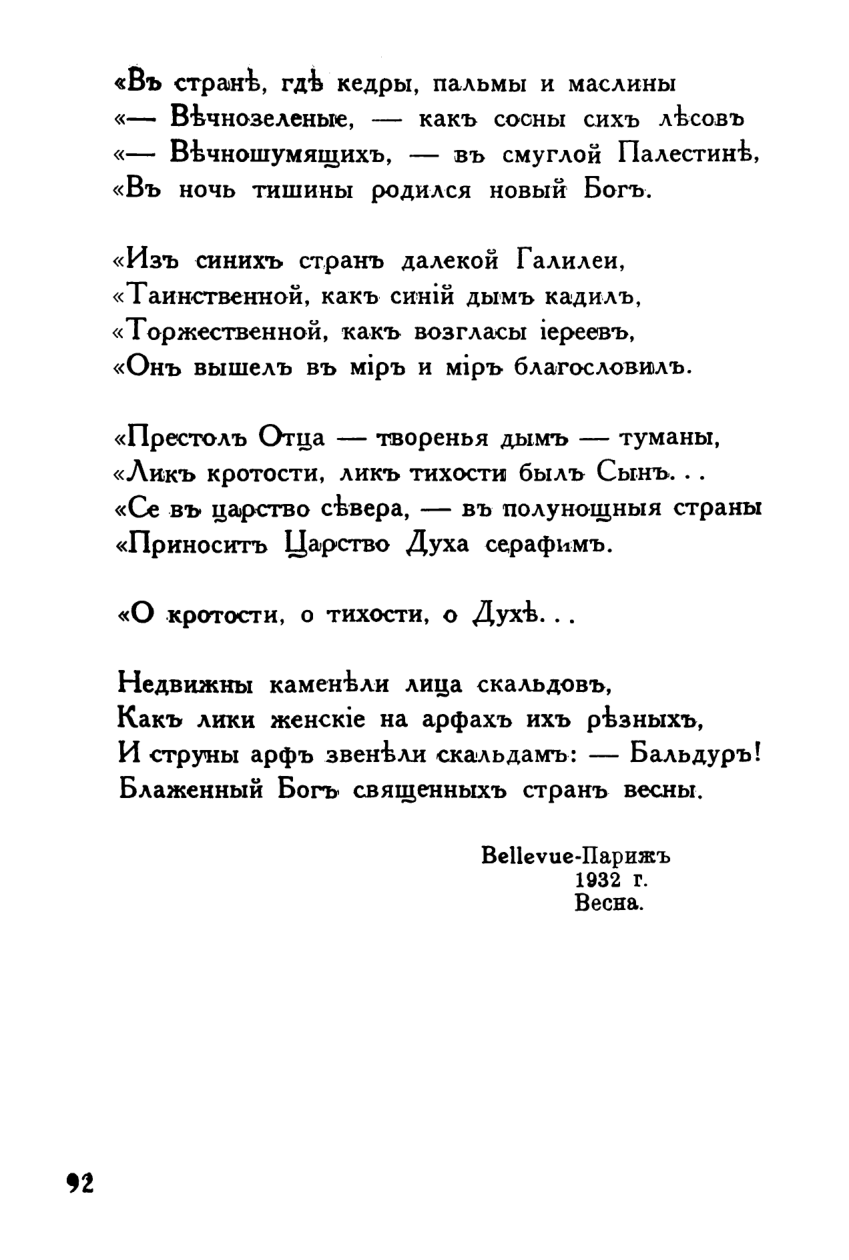 «Въ странѣ, гдѣ кедры, пальмы и маслины
«— Вѣчнозеленые, — какъ сосны сихъ лѣсовъ
«— Вѣчношумящихъ, — въ смуглой Палестинѣ,
«Въ ночь тишины родился новый Богъ.
«Изъ синихъ странъ далекой Галилеи,
«Таинственной, какъ синій дымъ кадилъ,
«Торжественной, какъ возгласы іереевъ,
«Онъ вышелъ въ міръ и міръ благословилъ.
«Престолъ Отца — творенья дымъ — туманы,
«Ликъ кротости, ликъ тихости былъ Сынъ. . .
«Се въ царство сѣвера, — въ полунощныя страны
«Приноситъ Царство Духа серафимъ.
«О кротости, о тихости, о Духѣ. . .
Недвижны каменѣли лица скальдовъ,
Какъ лики женскіе на арфахъ ихъ рѣзныхъ,
И струны арфъ звенѣли скальдамъ: — Бальдуръ!
Блаженный Богъ священныхъ странъ весны.
Bellevue-Парижъ
1932 г.
Весна.
92